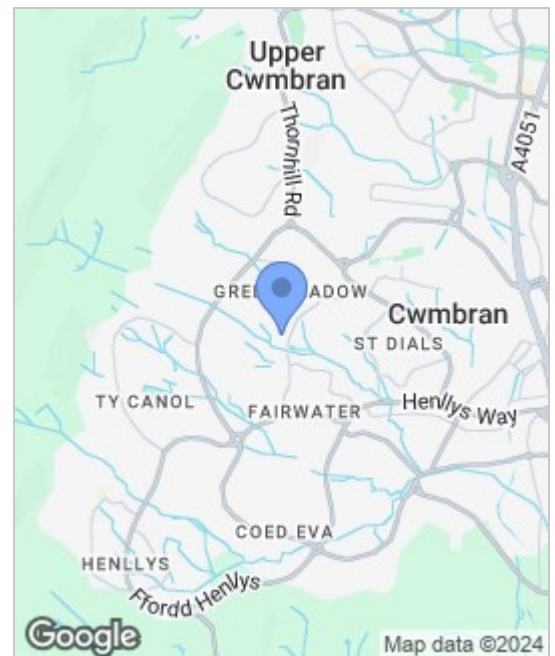 Upper
Cwmbran
Thornhill Rd
A4051
GREENMEADOW
Cwmbran
ST DIALS
TY CANOL
FAIRWATER
Henllys Way
COED EVA
HENLLYS
Ffordd Henllys
Google
Map data ©2024